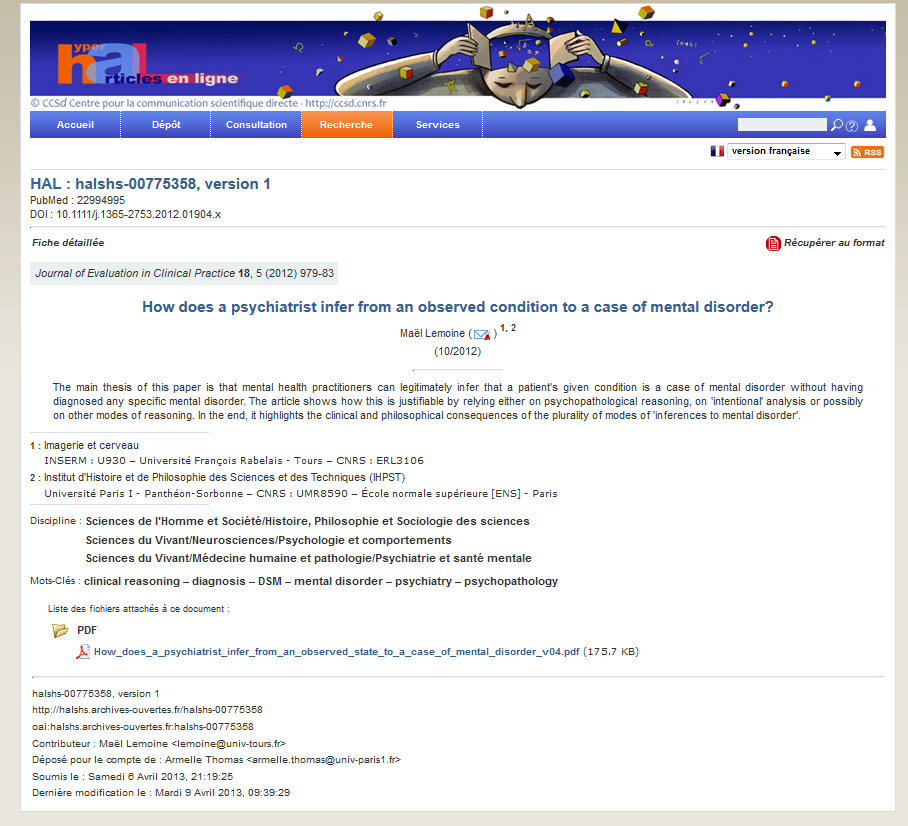 hyper
articles en ligne
© CCSd Centre pour la communication scientifique directe - http://ccsd.cnrs.fr
Accueil Dépôt Consultation Recherche Services
version française RSS
HAL : halshs-00775358, version 1
PubMed : 22994995
DOI : 10.1111/j.1365-2753.2012.01904.x
Fiche détaillée Récupérer au format
Journal of Evaluation in Clinical Practice 18, 5 (2012) 979-83
How does a psychiatrist infer from an observed condition to a case of mental disorder?
Maël Lemoine ( ) 1, 2
(10/2012)
The main thesis of this paper is that mental health practitioners can legitimately infer that a patient's given condition is a case of mental disorder without having
diagnosed any specific mental disorder. The article shows how this is justifiable by relying either on psychopathological reasoning, on 'intentional' analysis or possibly
on other modes of reasoning. In the end, it highlights the clinical and philosophical consequences of the plurality of modes of 'inferences to mental disorder'.
1 : Imagerie et cerveau
INSERM : U930 – Université François Rabelais - Tours – CNRS : ERL3106
2 : Institut d'Histoire et de Philosophie des Sciences et des Techniques (IHPST)
Université Paris I - Panthéon-Sorbonne – CNRS : UMR8590 – École normale supérieure [ENS] - Paris
Discipline : Sciences de l'Homme et Société/Histoire, Philosophie et Sociologie des sciences
Sciences du Vivant/Neurosciences/Psychologie et comportements
Sciences du Vivant/Médecine humaine et pathologie/Psychiatrie et santé mentale
Mots-Clés : clinical reasoning – diagnosis – DSM – mental disorder – psychiatry – psychopathology
Liste des fichiers attachés à ce document :
PDF
How_does_a_psychiatrist_infer_from_an_observed_state_to_a_case_of_mental_disorder_v04.pdf (175.7 KB)
halshs-00775358, version 1
http://halshs.archives-ouvertes.fr/halshs-00775358
oai:halshs.archives-ouvertes.fr:halshs-00775358
Contributeur : Maël Lemoine <lemoine@univ-tours.fr>
Déposé pour le compte de : Armelle Thomas <armelle.thomas@univ-paris1.fr>
Soumis le : Samedi 6 Avril 2013, 21:19:25
Dernière modification le : Mardi 9 Avril 2013, 09:39:29